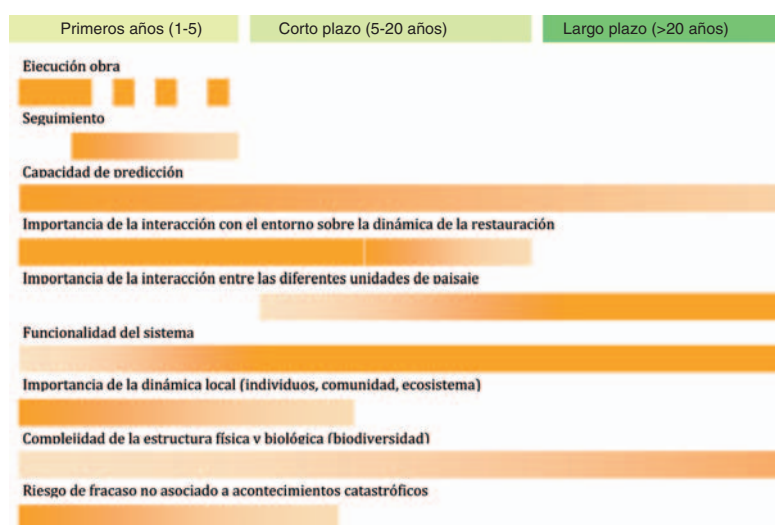 Primeros años (1-5)
Corto plazo (5-20 años)
Largo plazo (>20 años)
Ejecución obra
Seguimiento
Capacidad de predicción
Importancia de la interacción con el entorno sobre la dinámica de la restauración
Importancia de la interacción entre las diferentes unidades de paisaje
Funcionalidad del sistema
Importancia de la dinámica local (individuos, comunidad, ecosistema)
Complejidad de la estructura física y biológica (biodiversidad)
Riesgo de fracaso no asociado a acontecimientos catastróficos